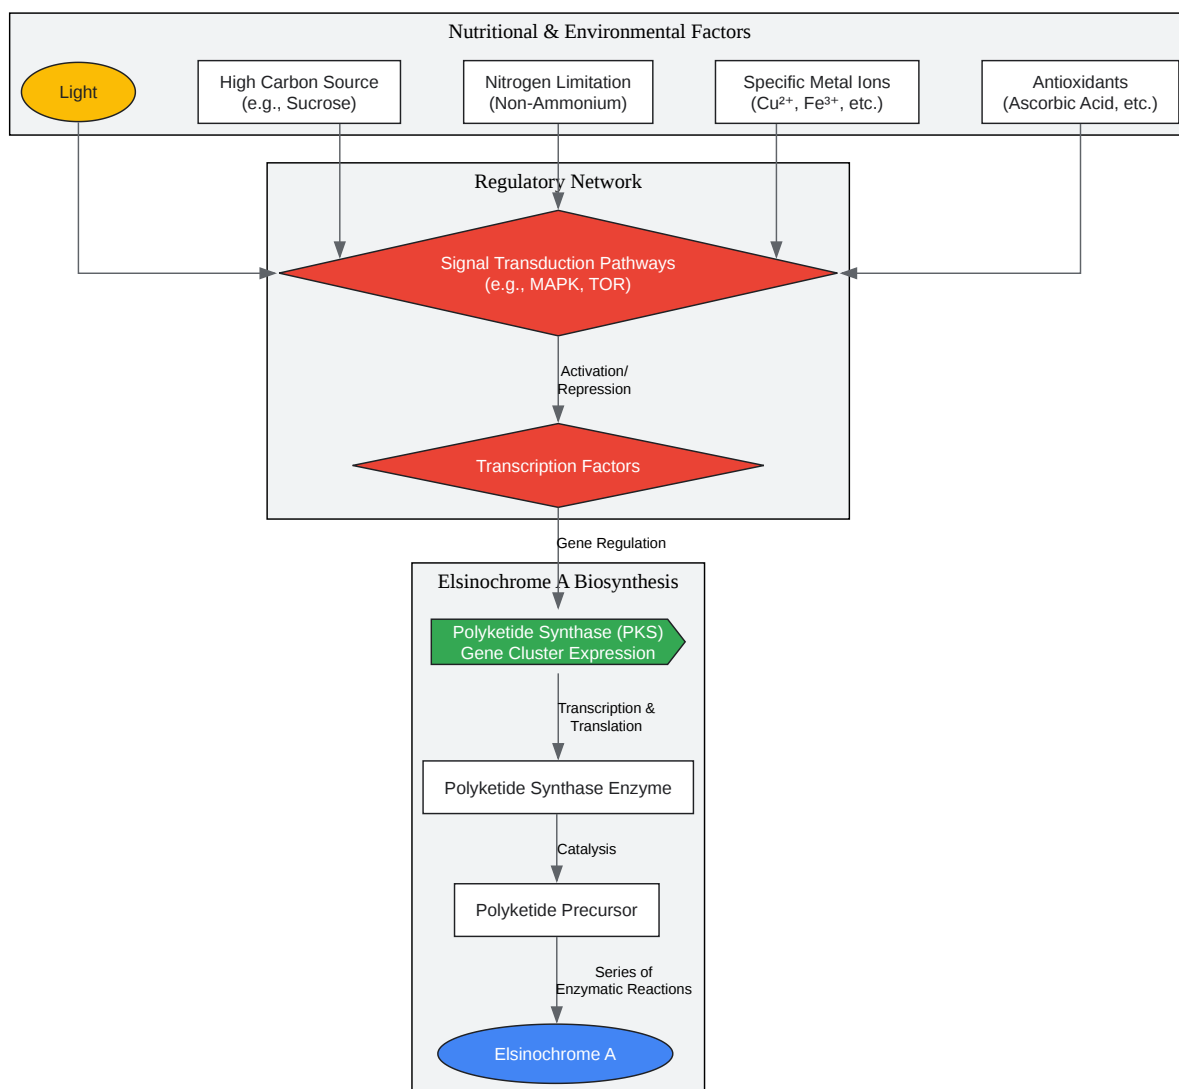 Nutritional & Environmental Factors
Light
High Carbon Source
(e.g., Sucrose)
Nitrogen Limitation
(Non-Ammonium)
Specific Metal Ions
(Cu²⁺, Fe³⁺, etc.)
Antioxidants
(Ascorbic Acid, etc.)
Regulatory Network
Signal Transduction Pathways
(e.g., MAPK, TOR)
Activation/
Repression
Transcription Factors
Gene Regulation
Elsinochrome A Biosynthesis
Polyketide Synthase (PKS)
Gene Cluster Expression
Transcription &
Translation
Polyketide Synthase Enzyme
Catalysis
Polyketide Precursor
Series of
Enzymatic Reactions
Elsinochrome A